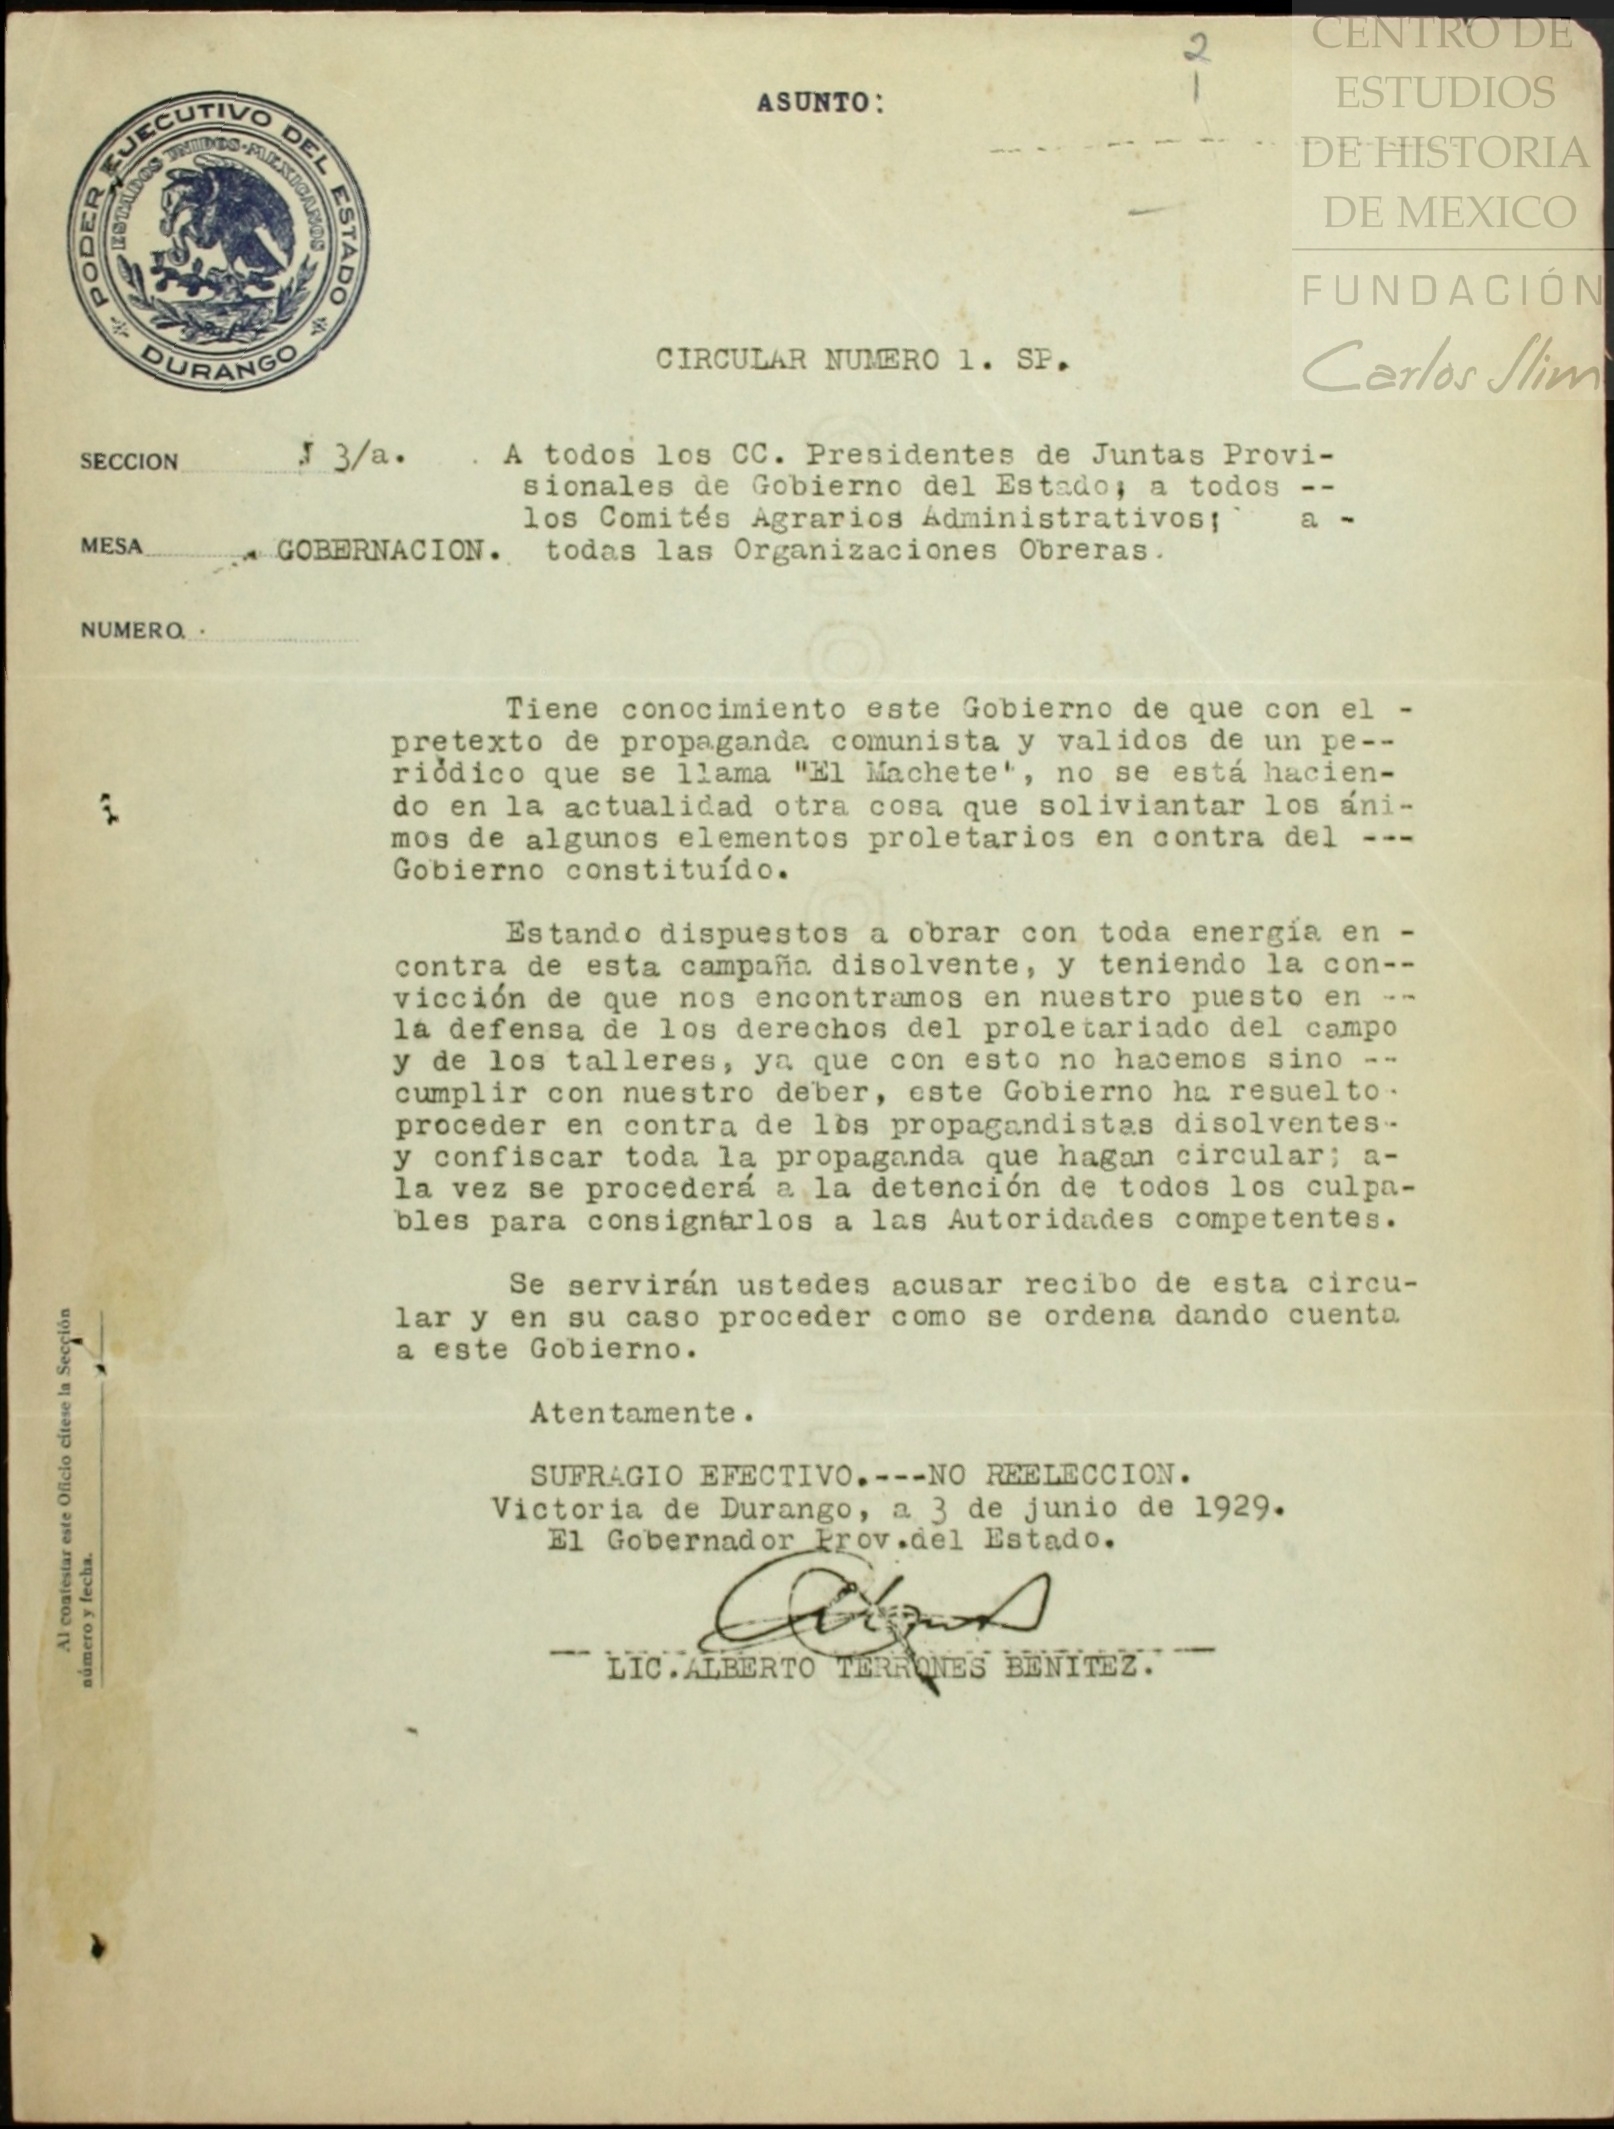 CENTRO DE
ESTUDIOS
DE HISTORIA
DE MEXICO
FUNDACIÓN
Carlos Slim
2
1
ASUNTO:
PODER EJECUTIVO DEL ESTADO
ESTADOS UNIDOS MEXICANOS
DURANGO
CIRCULAR NUMERO 1. SP.
SECCION 3/a.
A todos los CC. Presidentes de Juntas Provi-
sionales de Gobierno del Estado; a todos --
los Comités Agrarios Administrativos; a -
MESA GOBERNACION. todas las Organizaciones Obreras.
NUMERO.
Tiene conocimiento este Gobierno de que con el -
pretexto de propaganda comunista y validos de un pe--
riódico que se llama "El Machete", no se está hacien-
do en la actualidad otra cosa que soliviantar los áni-
mos de algunos elementos proletarios en contra del ---
Gobierno constituído.
Estando dispuestos a obrar con toda energía en -
contra de esta campaña disolvente, y teniendo la con--
vicción de que nos encontramos en nuestro puesto en --
la defensa de los derechos del proletariado del campo
y de los talleres, ya que con esto no hacemos sino --
cumplir con nuestro deber, este Gobierno ha resuelto-
proceder en contra de los propagandistas disolventes-
y confiscar toda la propaganda que hagan circular; a-
la vez se procederá a la detención de todos los culpa-
bles para consignarlos a las Autoridades competentes.
Se servirán ustedes acusar recibo de esta circu-
lar y en su caso proceder como se ordena dando cuenta
a este Gobierno.
Atentamente.
SUFRAGIO EFECTIVO.---NO REELECCION.
Victoria de Durango, a 3 de junio de 1929.
El Gobernador Prov.del Estado.
LIC.ALBERTO TERRONES BENITEZ.
Al contestar este Oficio cítese la Sección
número y fecha.